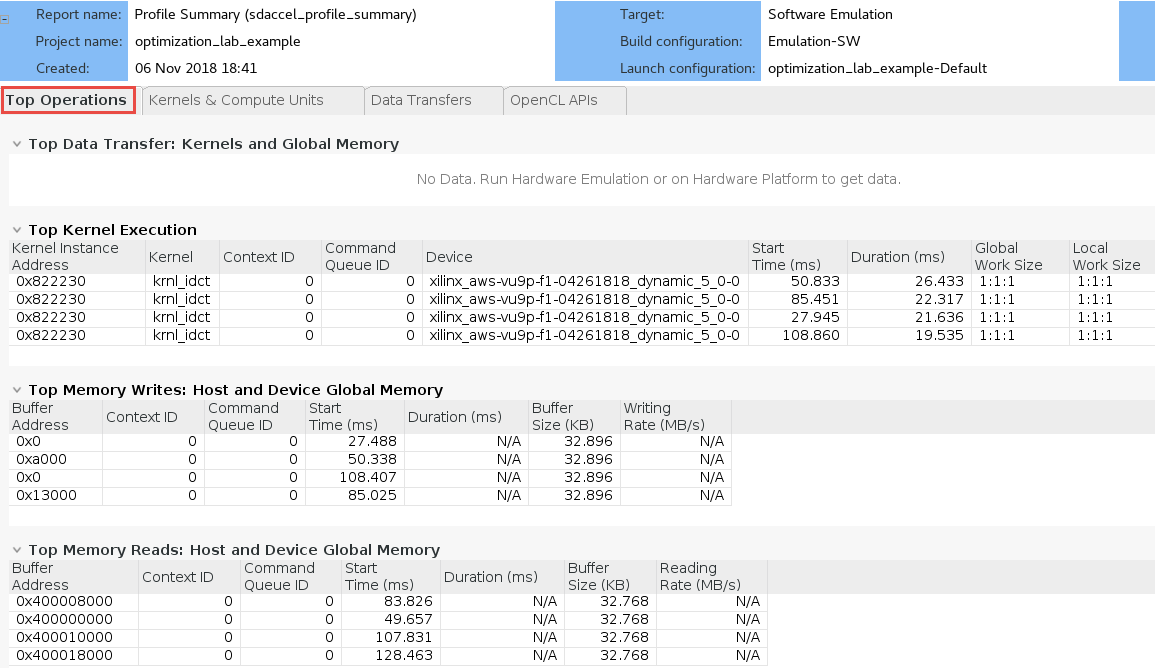 Report name: Profile Summary (sdaccel_profile_summary) Target: Software Emulation
Project name: optimization_lab_example Build configuration: Emulation-SW
Created: 06 Nov 2018 18:41 Launch configuration: optimization_lab_example-Default
Top Operations Kernels & Compute Units Data Transfers OpenCL APIs
Top Data Transfer: Kernels and Global Memory
No Data. Run Hardware Emulation or on Hardware Platform to get data.
Top Kernel Execution
Kernel Instance Address Kernel Context ID Command Queue ID Device Start Time (ms) Duration (ms) Global Work Size Local Work Size
0x822230 krnl_idct 0 0 xilinx_aws-vu9p-f1-04261818_dynamic_5_0-0 50.833 26.433 1:1:1 1:1:1
0x822230 krnl_idct 0 0 xilinx_aws-vu9p-f1-04261818_dynamic_5_0-0 85.451 22.317 1:1:1 1:1:1
0x822230 krnl_idct 0 0 xilinx_aws-vu9p-f1-04261818_dynamic_5_0-0 27.945 21.636 1:1:1 1:1:1
0x822230 krnl_idct 0 0 xilinx_aws-vu9p-f1-04261818_dynamic_5_0-0 108.860 19.535 1:1:1 1:1:1
Top Memory Writes: Host and Device Global Memory
Buffer Address Context ID Command Queue ID Start Time (ms) Duration (ms) Buffer Size (KB) Writing Rate (MB/s)
0x0 0 0 27.488 N/A 32.896 N/A
0xa000 0 0 50.338 N/A 32.896 N/A
0x0 0 0 108.407 N/A 32.896 N/A
0x13000 0 0 85.025 N/A 32.896 N/A
Top Memory Reads: Host and Device Global Memory
Buffer Address Context ID Command Queue ID Start Time (ms) Duration (ms) Buffer Size (KB) Reading Rate (MB/s)
0x400008000 0 0 83.826 N/A 32.768 N/A
0x400000000 0 0 49.657 N/A 32.768 N/A
0x400010000 0 0 107.831 N/A 32.768 N/A
0x400018000 0 0 128.463 N/A 32.768 N/A